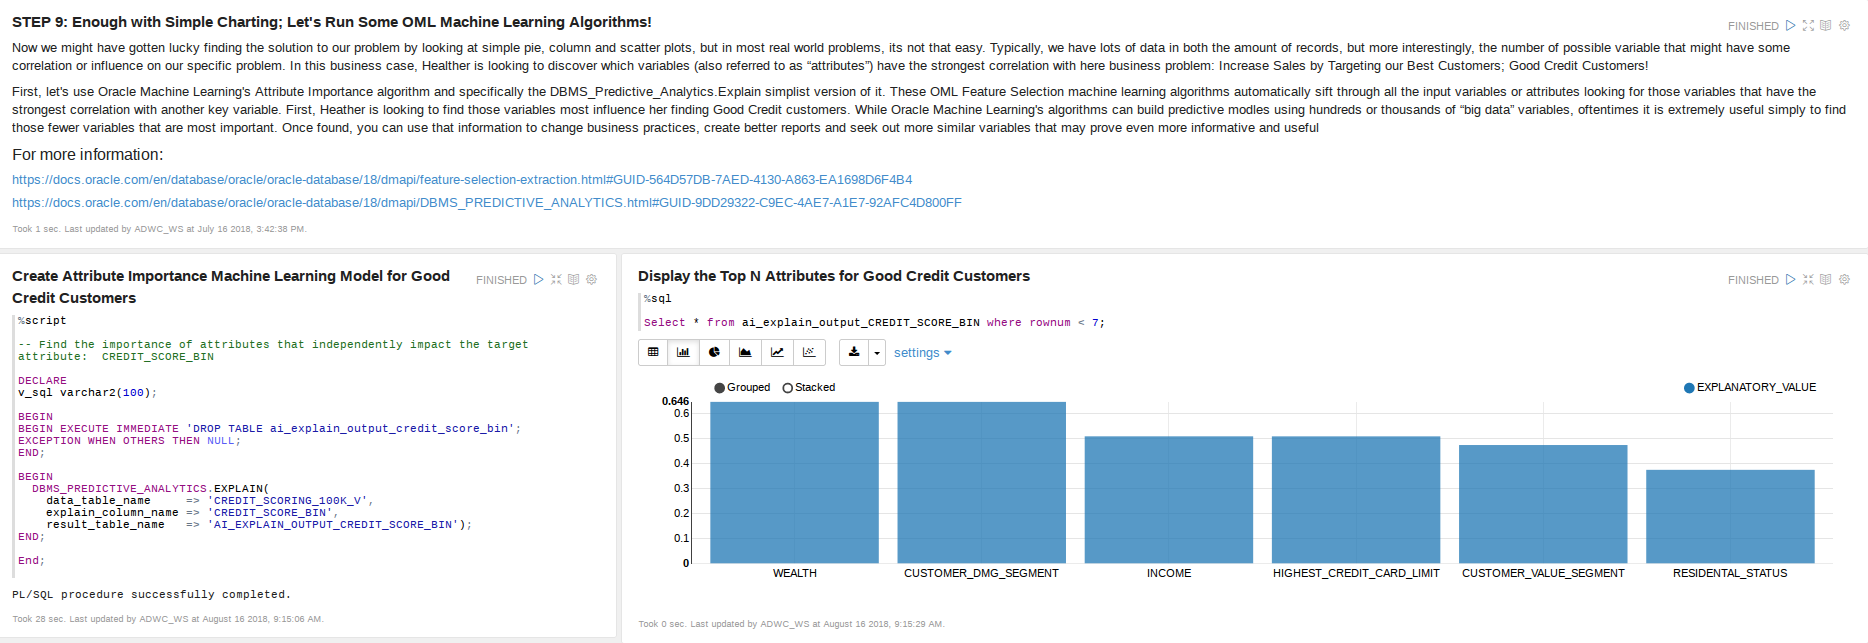 STEP 9: Enough with Simple Charting; Let's Run Some OML Machine Learning Algorithms!
FINISHED
Now we might have gotten lucky finding the solution to our problem by looking at simple pie, column and scatter plots, but in most real world problems, its not that easy. Typically, we have lots of data in both the amount of records, but more interestingly, the number of possible variable that might have some
correlation or influence on our specific problem. In this business case, Healther is looking to discover which variables (also referred to as “attributes”) have the strongest correlation with here business problem: Increase Sales by Targeting our Best Customers; Good Credit Customers!
First, let's use Oracle Machine Learning's Attribute Importance algorithm and specifically the DBMS_Predictive_Analytics.Explain simplist version of it. These OML Feature Selection machine learning algorithms automatically sift through all the input variables or attributes looking for those variables that have the
strongest correlation with another key variable. First, Heather is looking to find those variables most influence her finding Good Credit customers. While Oracle Machine Learning's algorithms can build predictive modles using hundreds or thousands of “big data” variables, oftentimes it is extremely useful simply to find
those fewer variables that are most important. Once found, you can use that information to change business practices, create better reports and seek out more similar variables that may prove even more informative and useful
For more information:
https://docs.oracle.com/en/database/oracle/oracle-database/18/dmapi/feature-selection-extraction.html#GUID-564D57DB-7AED-4130-A863-EA1698D6F4B4
https://docs.oracle.com/en/database/oracle/oracle-database/18/dmapi/DBMS_PREDICTIVE_ANALYTICS.html#GUID-9DD29322-C9EC-4AE7-A1E7-92AFC4D800FF
Took 1 sec. Last updated by ADWC_WS at July 16 2018, 3:42:38 PM.
Create Attribute Importance Machine Learning Model for Good
Credit Customers
FINISHED
%script
-- Find the importance of attributes that independently impact the target
attribute:  CREDIT_SCORE_BIN
DECLARE
v_sql varchar2(100);
BEGIN
BEGIN EXECUTE IMMEDIATE 'DROP TABLE ai_explain_output_credit_score_bin';
EXCEPTION WHEN OTHERS THEN NULL;
END;
BEGIN
DBMS_PREDICTIVE_ANALYTICS.EXPLAIN(
data_table_name     => 'CREDIT_SCORING_100K_V',
explain_column_name => 'CREDIT_SCORE_BIN',
result_table_name   => 'AI_EXPLAIN_OUTPUT_CREDIT_SCORE_BIN');
END;
End;
PL/SQL procedure successfully completed.
Took 28 sec. Last updated by ADWC_WS at August 16 2018, 9:15:06 AM.
Display the Top N Attributes for Good Credit Customers
FINISHED
%sql
Select * from ai_explain_output_CREDIT_SCORE_BIN where rownum < 7;
settings
Grouped Stacked
EXPLANATORY_VALUE
0.646
0.6
0.5
0.4
0.3
0.2
0.1
0
WEALTH CUSTOMER_DMG_SEGMENT INCOME HIGHEST_CREDIT_CARD_LIMIT CUSTOMER_VALUE_SEGMENT RESIDENTAL_STATUS
Took 0 sec. Last updated by ADWC_WS at August 16 2018, 9:15:29 AM.